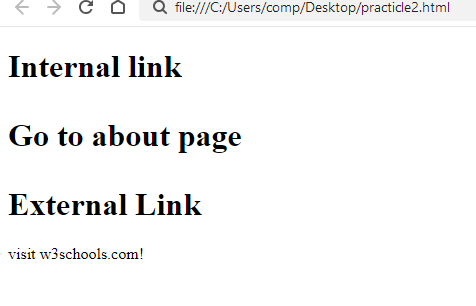 file:///C:/Users/comp/Desktop/practicle2.html
Internal link
Go to about page
External Link
visit w3schools.com!